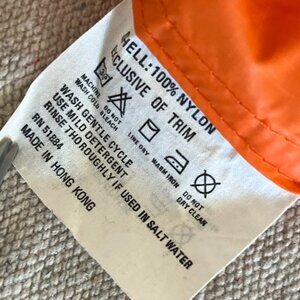 SHELL: 100% NYLON
EXCLUSIVE OF TRIM
MACHINE
WASH COLD
DO NOT
BLEACH
LINE DRY
WARM IRON
DO NOT
DRY CLEAN
WASH GENTLE CYCLE
USE MILD DETERGENT
RINSE THOROUGHLY IF USED IN SALT WATER
RN 51884
MADE IN HONG KONG